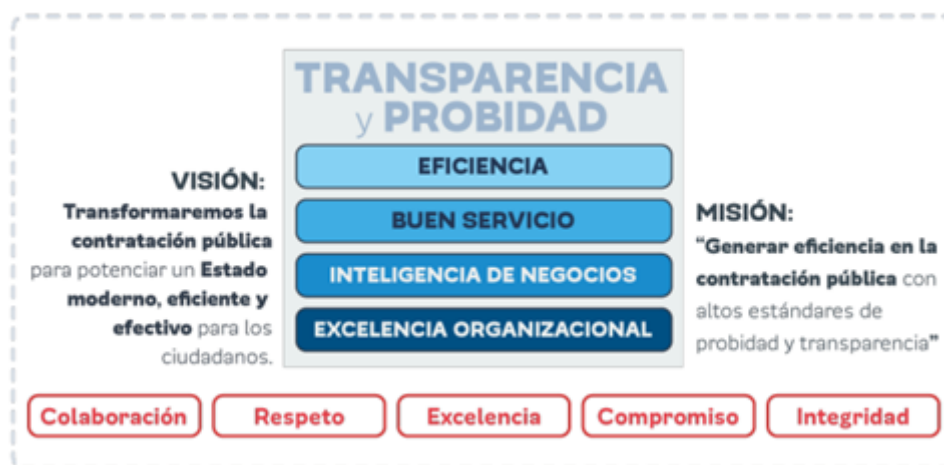 TRANSPARENCIA
y PROBIDAD
EFICIENCIA
BUEN SERVICIO
INTELIGENCIA DE NEGOCIOS
EXCELENCIA ORGANIZACIONAL
VISIÓN:
Transformaremos la
contratación pública
para potenciar un Estado
moderno, eficiente y
efectivo para los
ciudadanos.
MISIÓN:
“Generar eficiencia en la
contratación pública con
altos estándares de
probidad y transparencia”
Colaboración
Respeto
Excelencia
Compromiso
Integridad